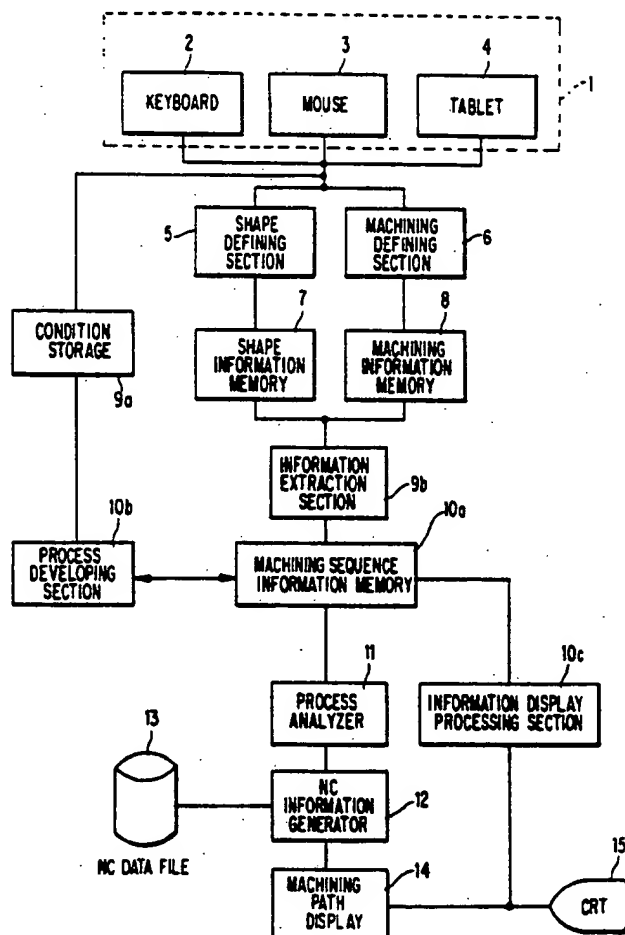 2
3
4
KEYBOARD
MOUSE
TABLET
1
5
SHAPE
DEFINING
SECTION
MACHINING
DEFINING
SECTION
6
7
8
CONDITION
STORAGE
9a
SHAPE
INFORMATION
MEMORY
MACHINING
INFORMATION
MEMORY
INFORMATION
EXTRACTION
SECTION
9b
10b
10a
PROCESS
DEVELOPING
SECTION
MACHINING SEQUENCE
INFORMATION MEMORY
11
10c
PROCESS
ANALYZER
INFORMATION DISPLAY
PROCESSING SECTION
13
NC
INFORMATION
GENERATOR
12
NC DATA FILE
14
MACHINING
PATH
DISPLAY
15
CRT